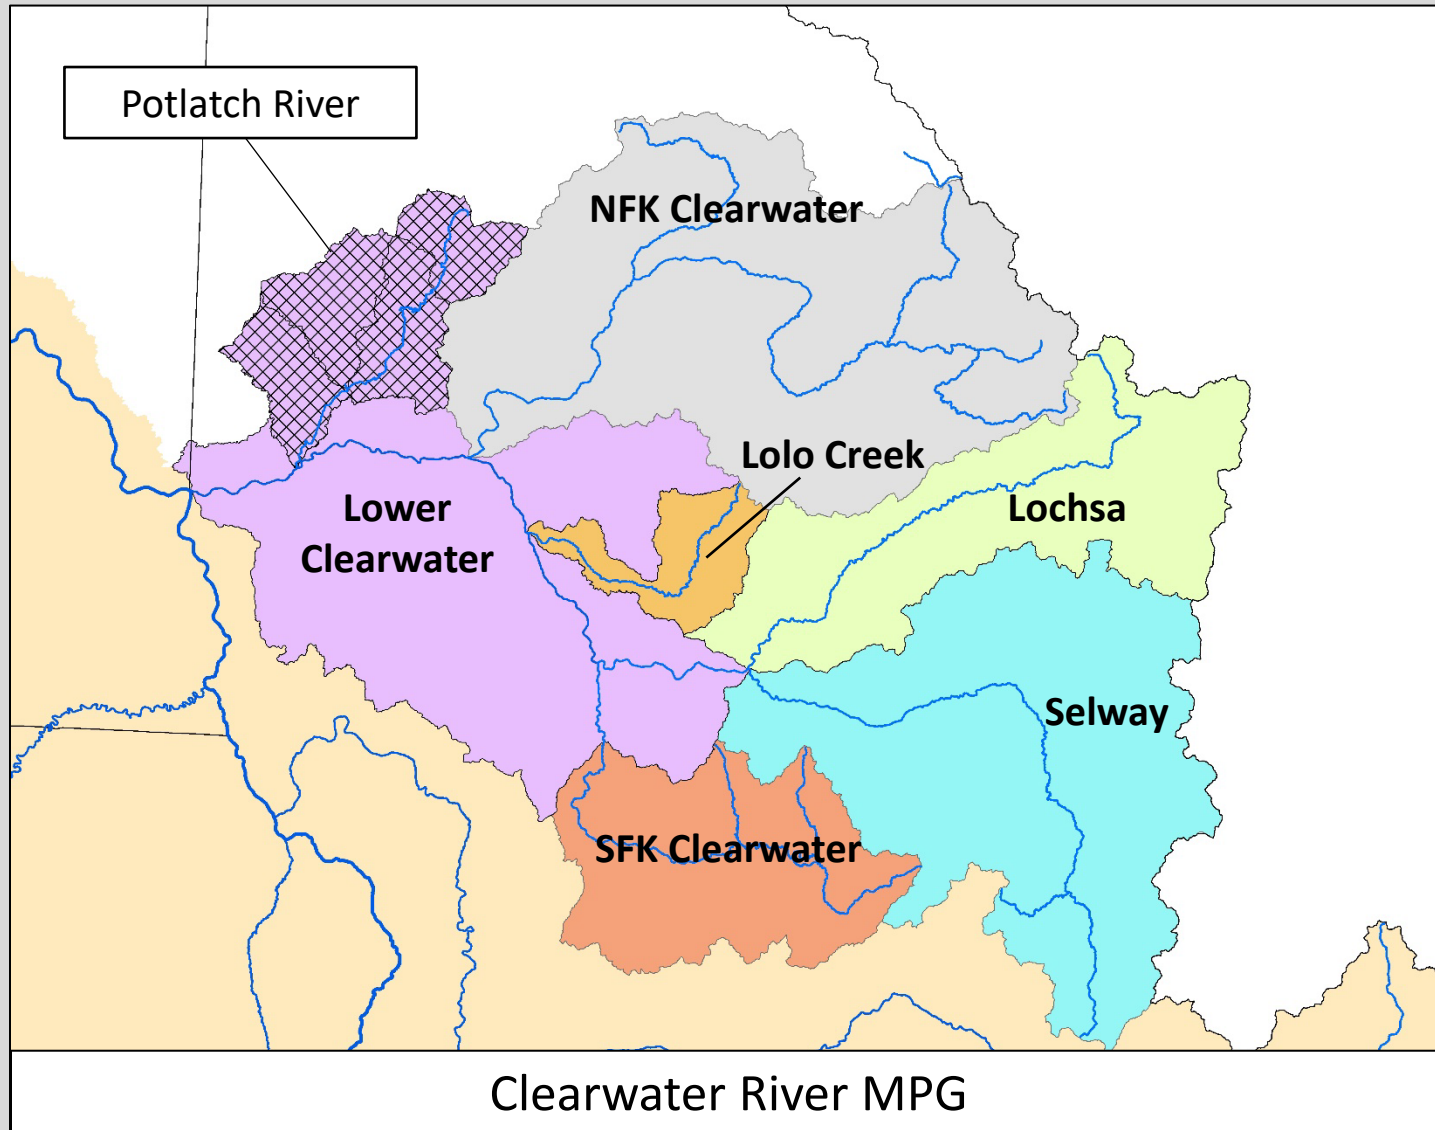 Potlatch River
NFK Clearwater
Lolo Creek
Lower
Clearwater
Lochsa
Selway
SFK Clearwater
Clearwater River MPG